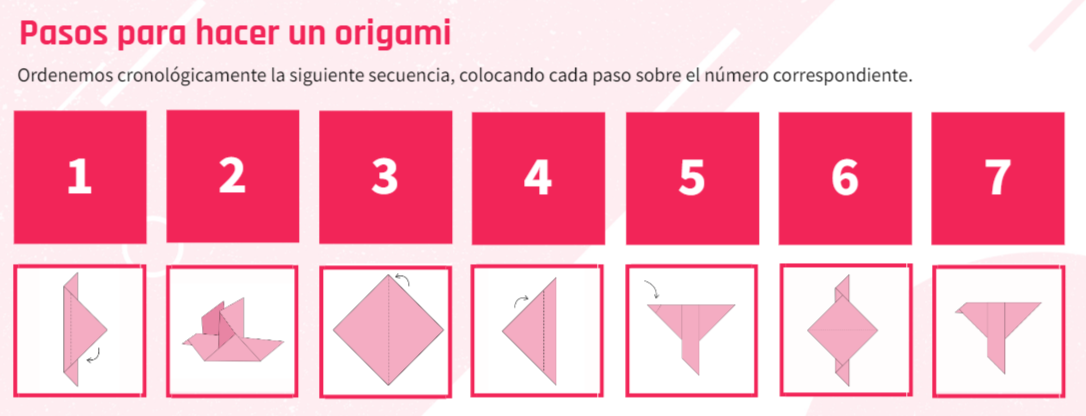 Pasos para hacer un origami
Ordenemos cronológicamente la siguiente secuencia, colocando cada paso sobre el número correspondiente.
1 2 3 4 5 6 7